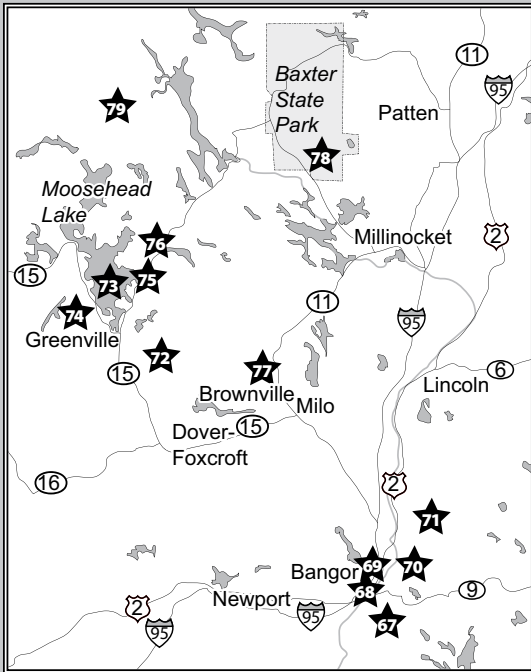 Baxter
State
Park
11
95
79
Patten
78
Moosehead
Lake
76
Millinocket
2
15
73
75
11
95
74
Greenville
72
15
77
6
Brownville
Lincoln
Milo
Dover-
Foxcroft
15
16
2
71
69
70
Bangor
68
9
Newport
2
95
95
67